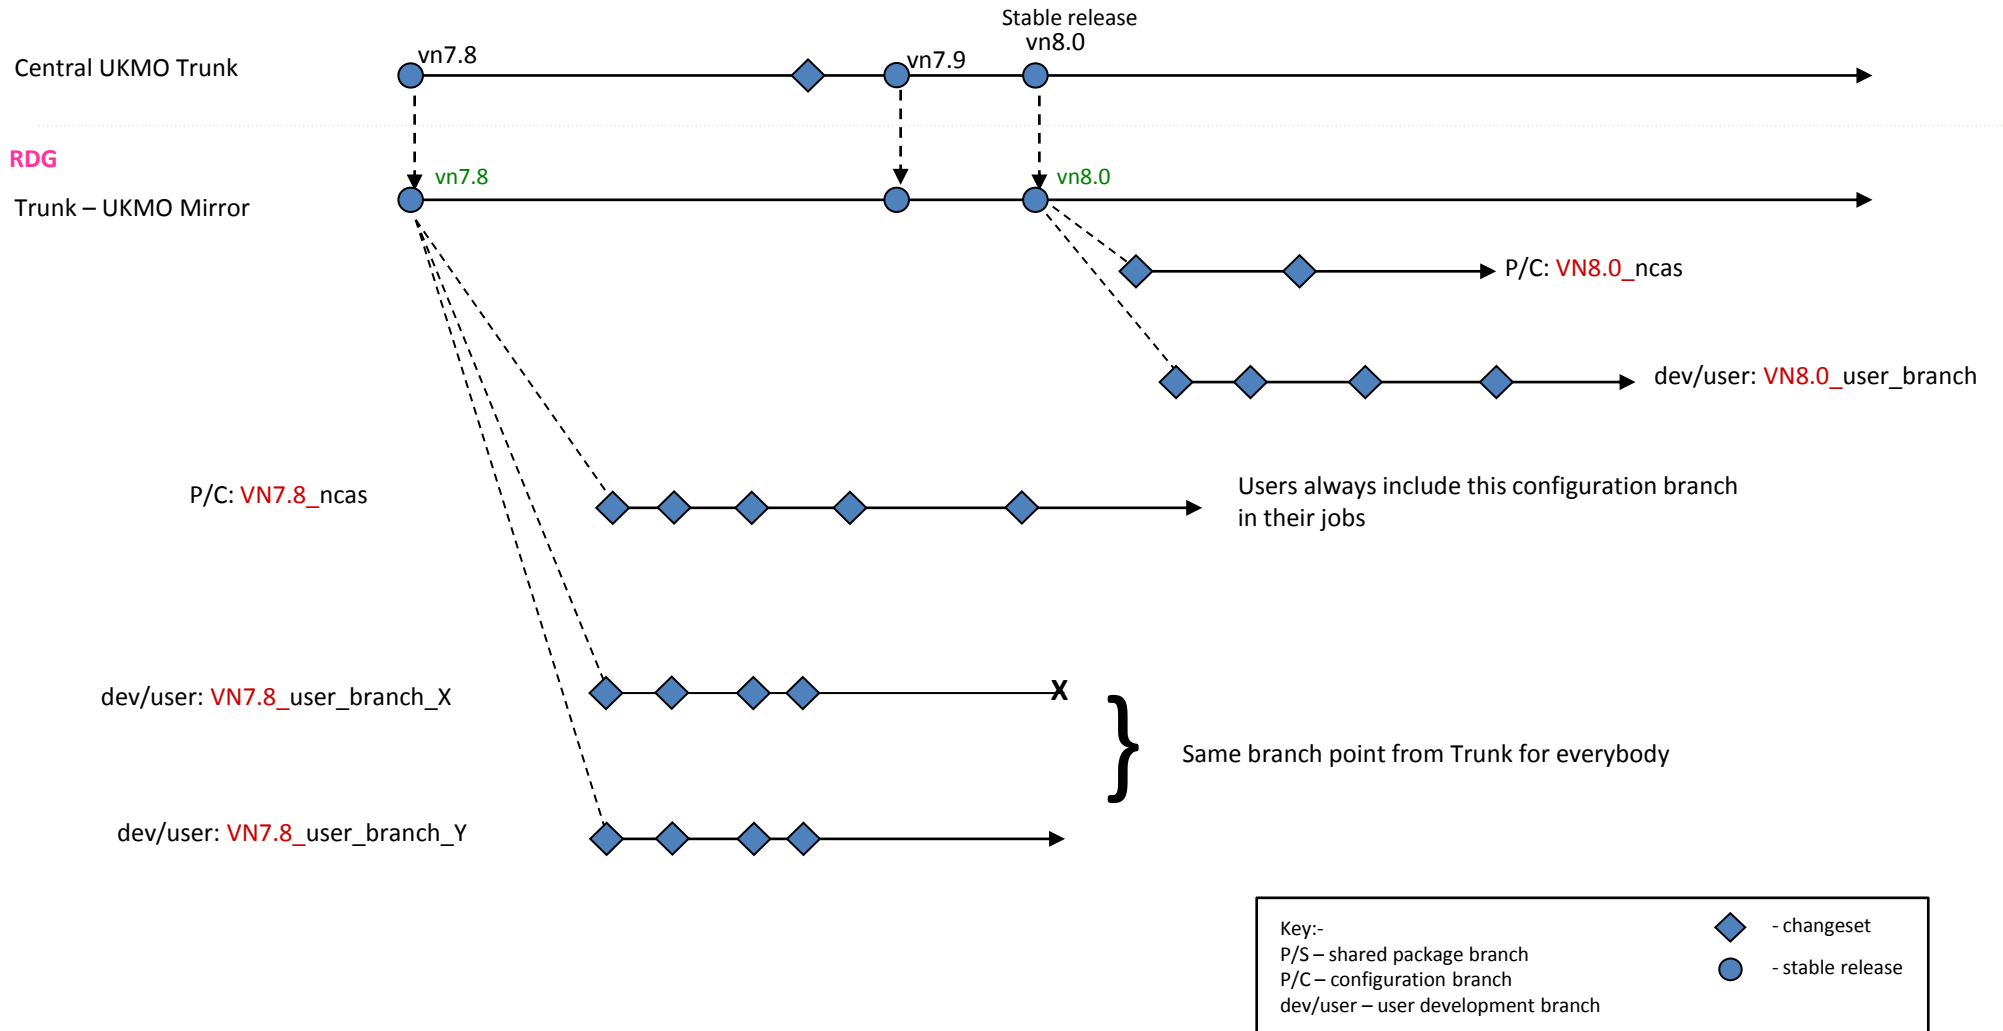 Stable release
vn8.0
vn7.8
vn7.9
Central UKMO Trunk
RDG
vn7.8
vn8.0
Trunk – UKMO Mirror
P/C: VN8.0_ncas
dev/user: VN8.0_user_branch
P/C: VN7.8_ncas
Users always include this configuration branch
in their jobs
dev/user: VN7.8_user_branch_X
X
}
Same branch point from Trunk for everybody
dev/user: VN7.8_user_branch_Y
Key:-
P/S – shared package branch
P/C – configuration branch
dev/user – user development branch
- changeset
- stable release